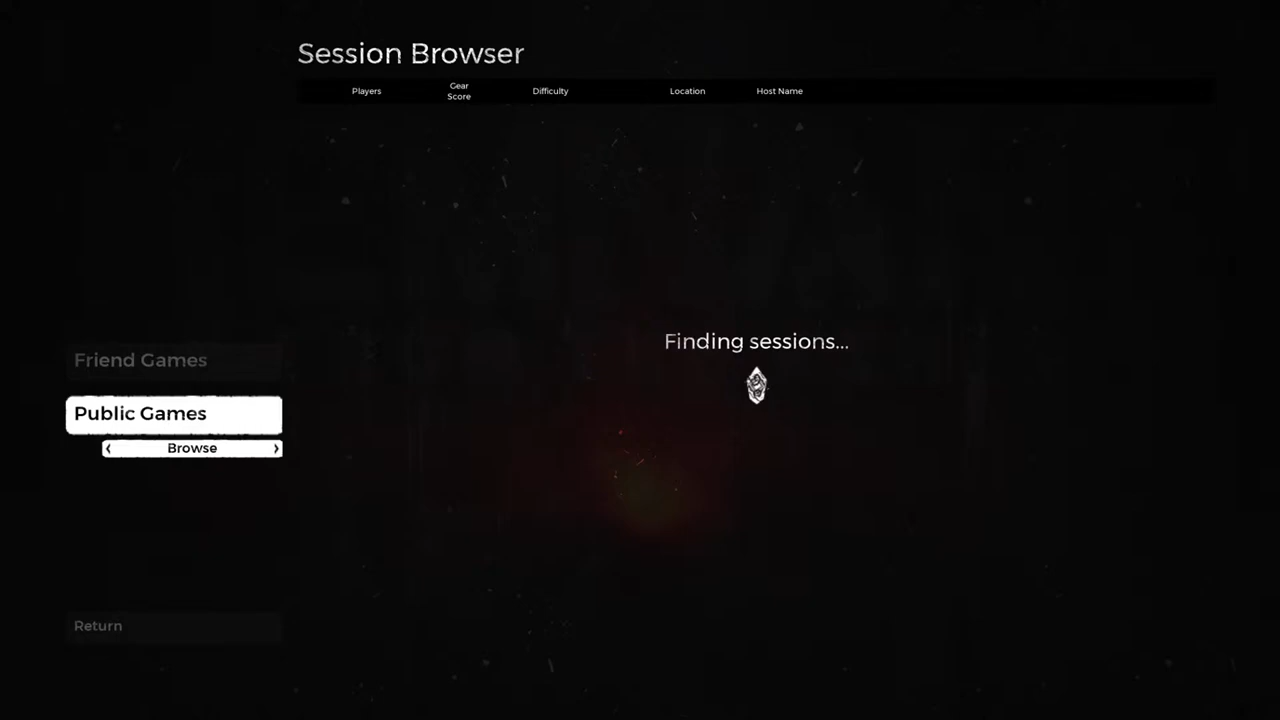 Session Browser
Players
Gear
Score
Difficulty
Location
Host Name
Finding sessions...
Friend Games
Public Games
Browse
Return